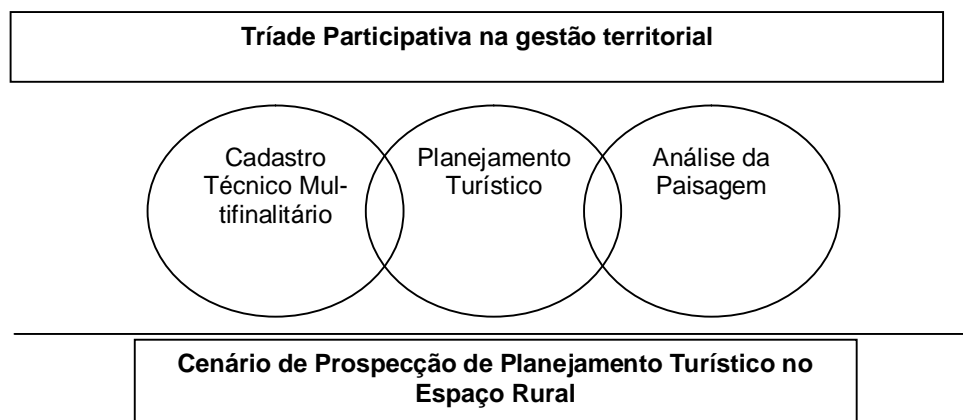 Tríade Participativa na gestão territorial
Cadastro
Técnico Mul-
tifinalitário
Planejamento
Turístico
Análise da
Paisagem
Cenário de Prospecção de Planejamento Turístico no
Espaço Rural